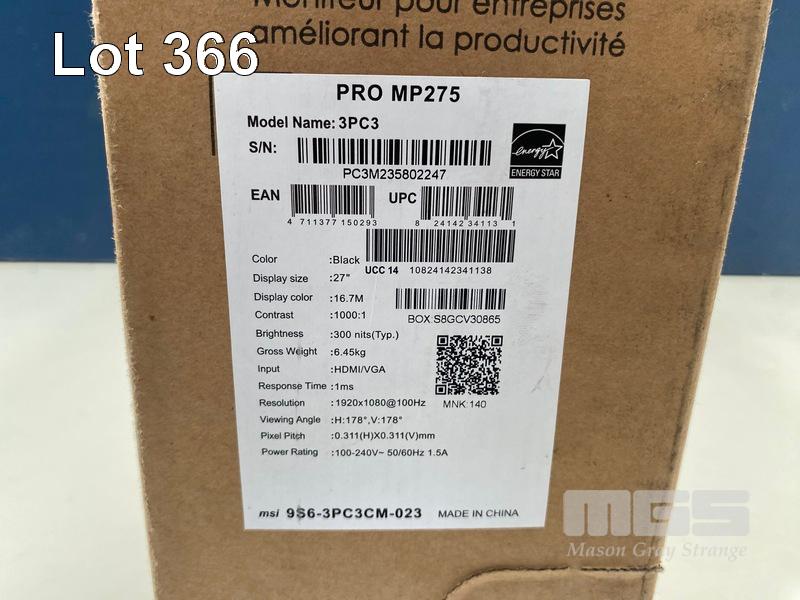 Moniteur pour entreprises
améliorant la productivité
Lot 366
PRO MP275
Model Name: 3PC3
S/N:
PC3M235802247
energy
ENERGY STAR
EAN
4 711377 150293
UPC
8 24142 34113 1
UCC 14 10824142341138
Color :Black
Display size :27"
Display color :16.7M
BOX:S8GCV30865
Contrast :1000:1
Brightness :300 nits(Typ.)
Gross Weight :6.45kg
Input :HDMI/VGA
Response Time :1ms
Resolution :1920x1080@100Hz
MNK:140
Viewing Angle :H:178°,V:178°
Pixel Pitch :0.311(H)X0.311(V)mm
Power Rating :100-240V~ 50/60Hz 1.5A
msi 9S6-3PC3CM-023 MADE IN CHINA
MGS
Mason Gray Strange